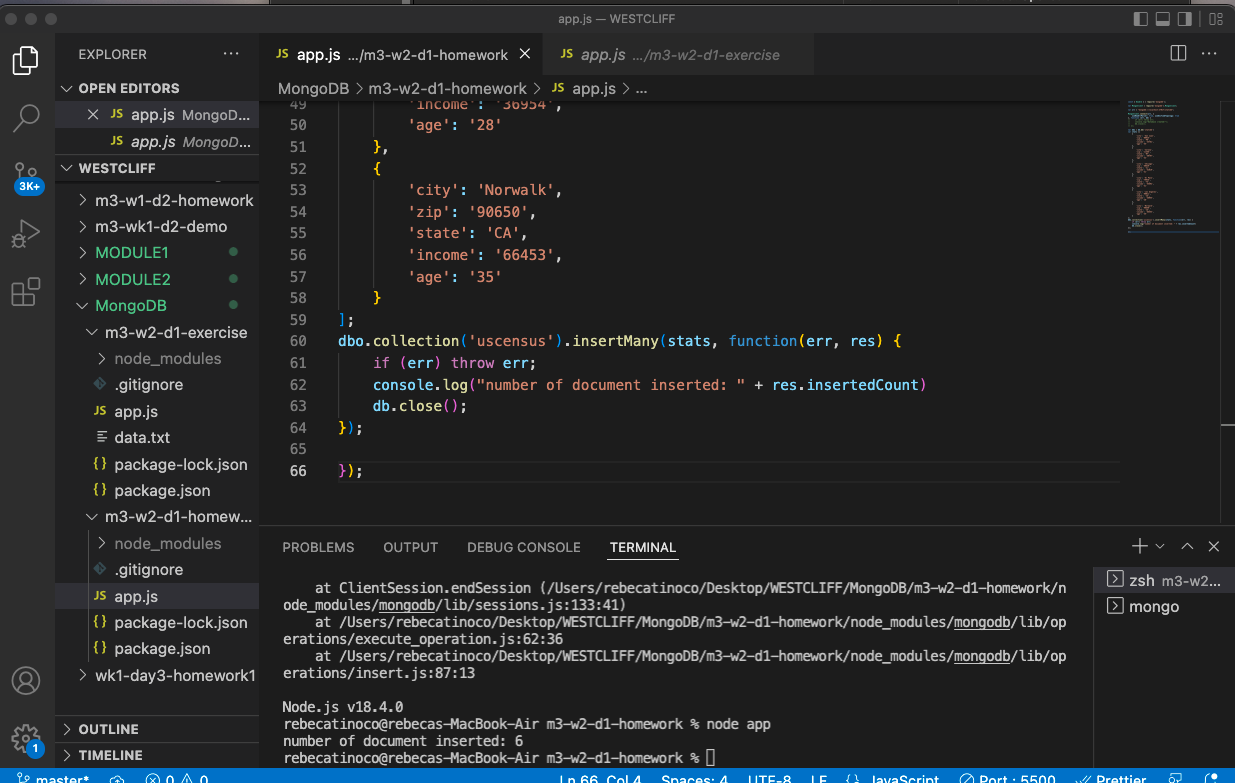 app.js — WESTCLIFF
EXPLORER
OPEN EDITORS
app.js MongoD...
app.js MongoD...
WESTCLIFF
m3-w1-d2-homework
m3-wk1-d2-demo
MODULE1
MODULE2
MongoDB
m3-w2-d1-exercise
node_modules
.gitignore
JS app.js
data.txt
{} package-lock.json
{} package.json
m3-w2-d1-homew...
node_modules
.gitignore
JS app.js
{} package-lock.json
{} package.json
wk1-day3-homework1
OUTLINE
TIMELINE
3K+
1
JS app.js .../m3-w2-d1-homework
JS app.js .../m3-w2-d1-exercise
MongoDB > m3-w2-d1-homework > JS app.js > ...
49 'income': '36954',
50 'age': '28'
51 },
52 {
53 'city': 'Norwalk',
54 'zip': '90650',
55 'state': 'CA',
56 'income': '66453',
57 'age': '35'
58 }
59 ];
60 dbo.collection('uscensus').insertMany(stats, function(err, res) {
61 if (err) throw err;
62 console.log("number of document inserted: " + res.insertedCount)
63 db.close();
64 });
65
66 });
PROBLEMS OUTPUT DEBUG CONSOLE TERMINAL
at ClientSession.endSession (/Users/rebecatinoco/Desktop/WESTCLIFF/MongoDB/m3-w2-d1-homework/n
ode_modules/mongodb/lib/sessions.js:133:41)
at /Users/rebecatinoco/Desktop/WESTCLIFF/MongoDB/m3-w2-d1-homework/node_modules/mongodb/lib/op
erations/execute_operation.js:62:36
at /Users/rebecatinoco/Desktop/WESTCLIFF/MongoDB/m3-w2-d1-homework/node_modules/mongodb/lib/op
erations/insert.js:87:13
Node.js v18.4.0
rebecatinoco@rebecas-MacBook-Air m3-w2-d1-homework % node app
number of document inserted: 6
rebecatinoco@rebecas-MacBook-Air m3-w2-d1-homework %
zsh m3-w2...
mongo
master* 0 0 Ln 66, Col 4 Spaces: 4 UTF-8 LF {} JavaScript Port : 5500 Prettier